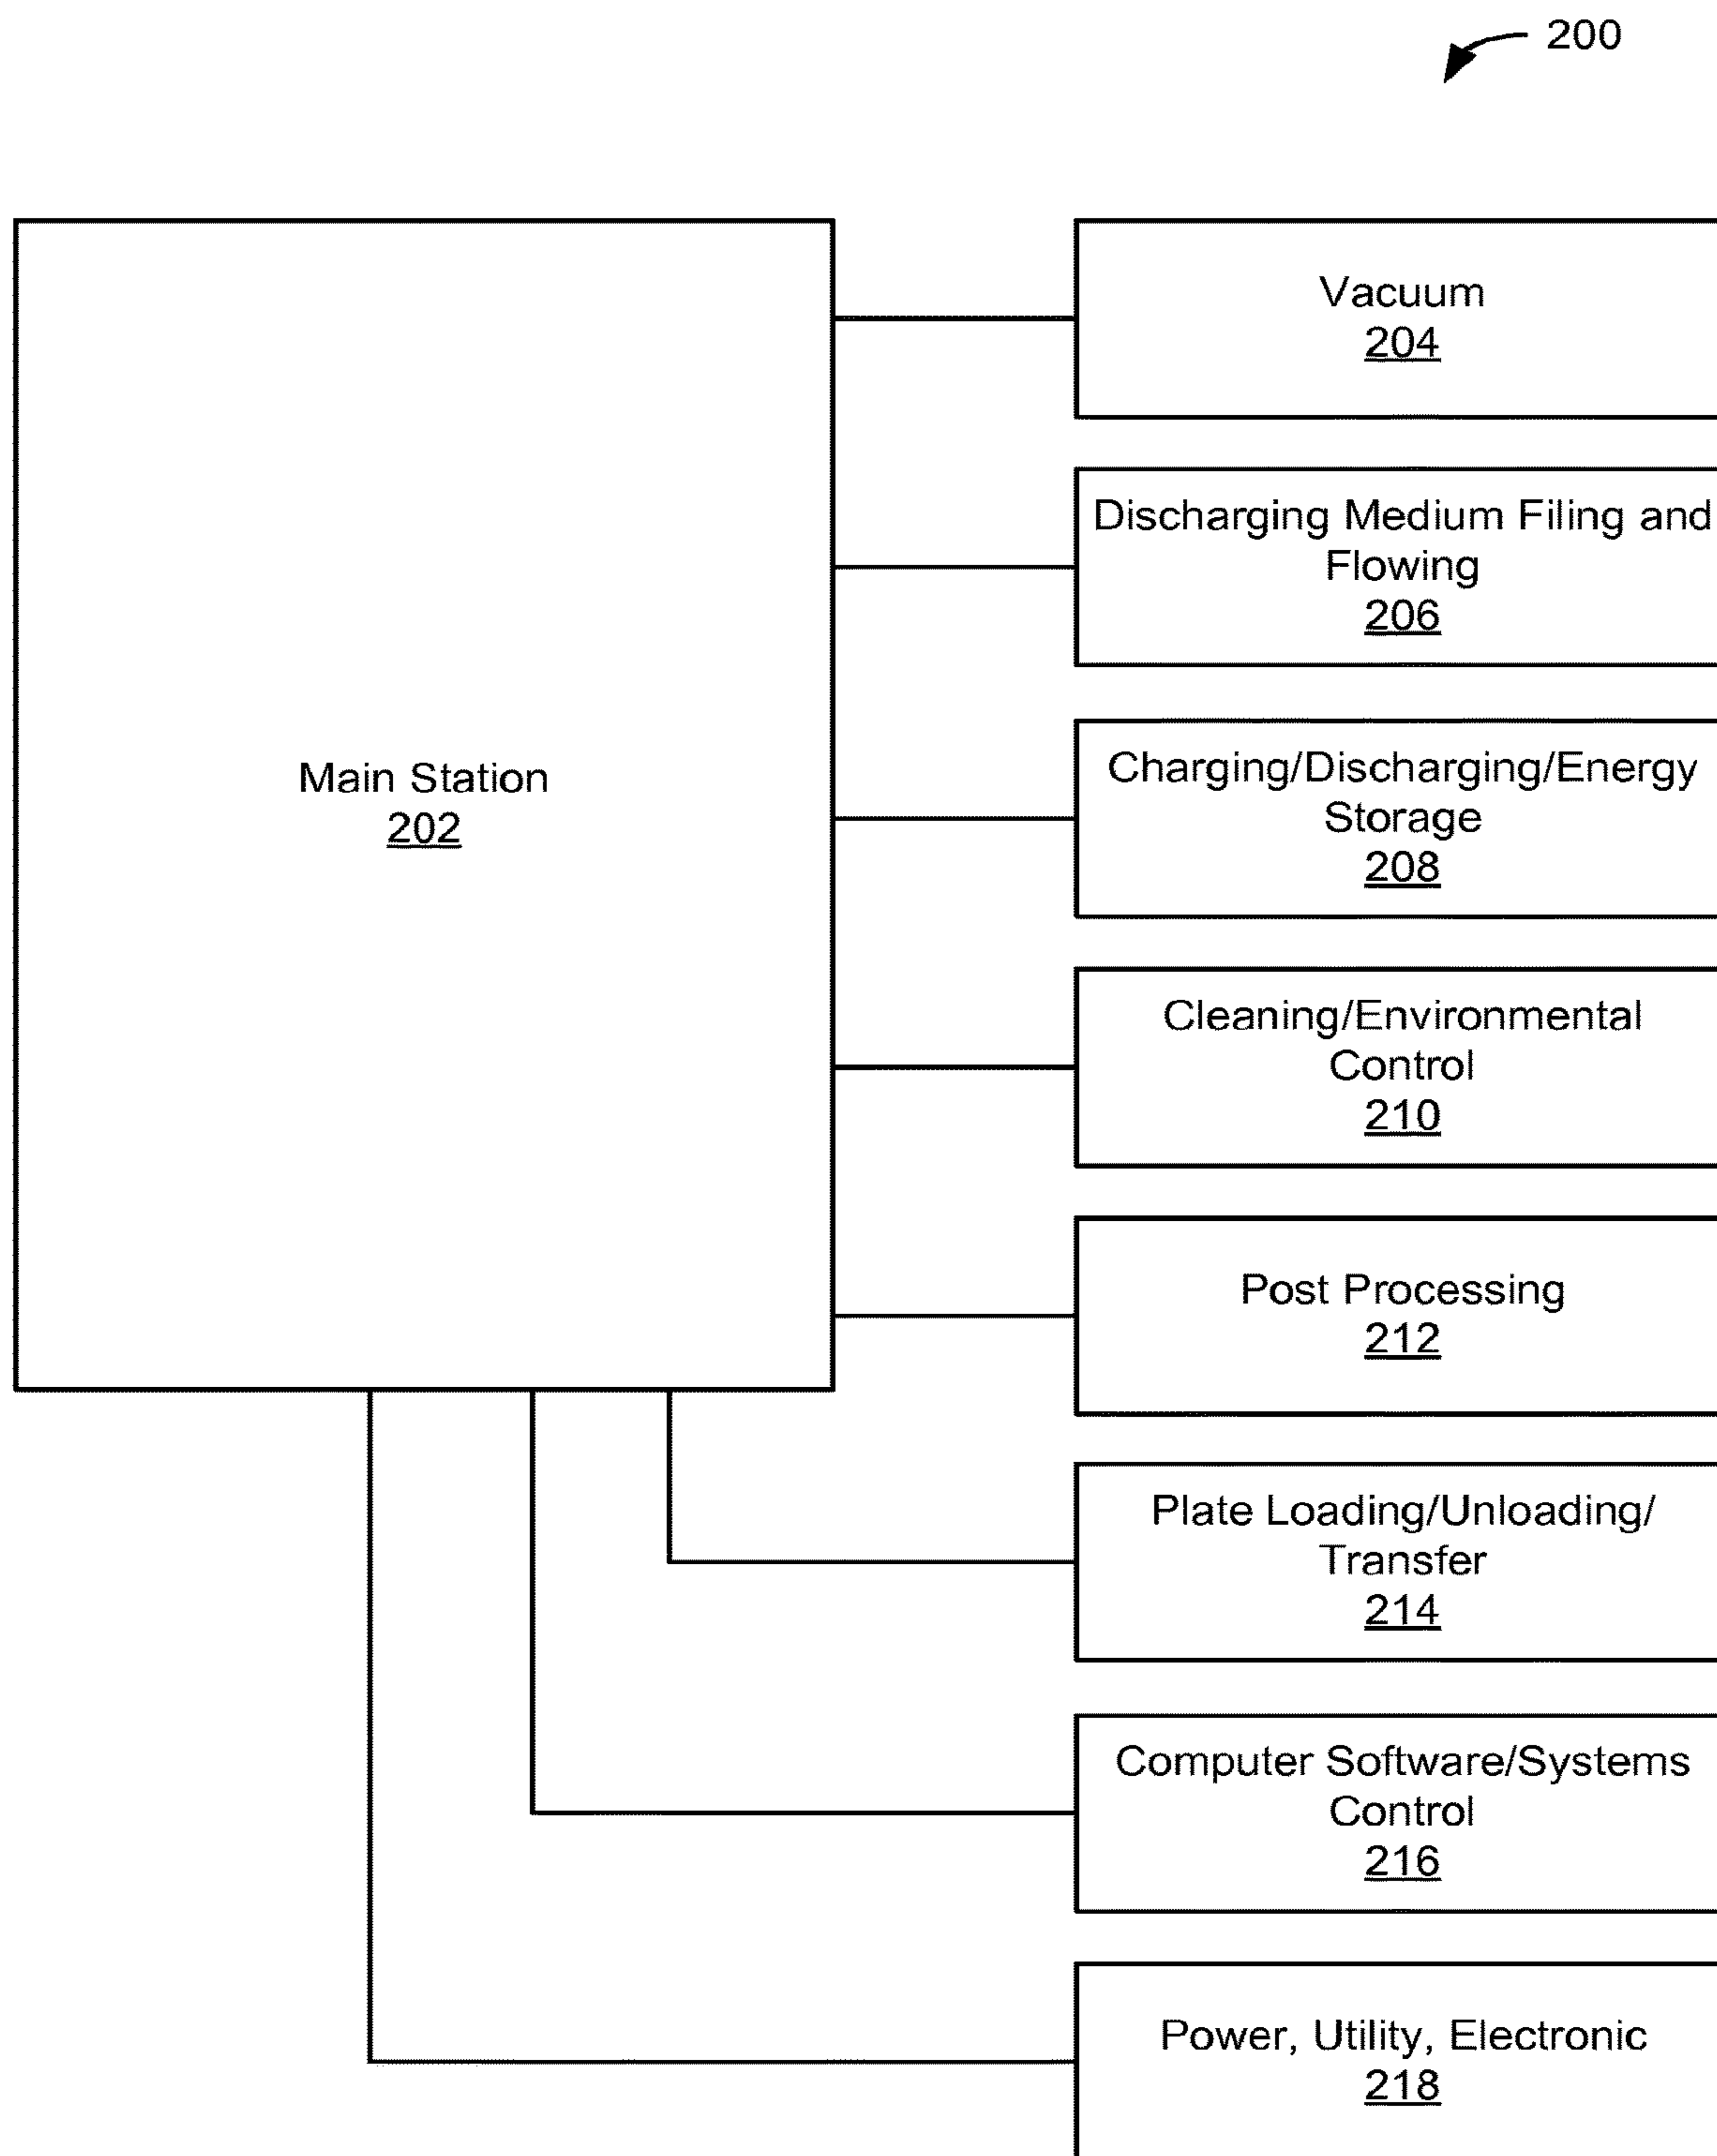 200
Vacuum
204
Discharging Medium Filing and
Flowing
206
Main Station
202
Charging/Discharging/Energy
Storage
208
Cleaning/Environmental
Control
210
Post Processing
212
Plate Loading/Unloading/
Transfer
214
Computer Software/Systems
Control
216
Power, Utility, Electronic
218